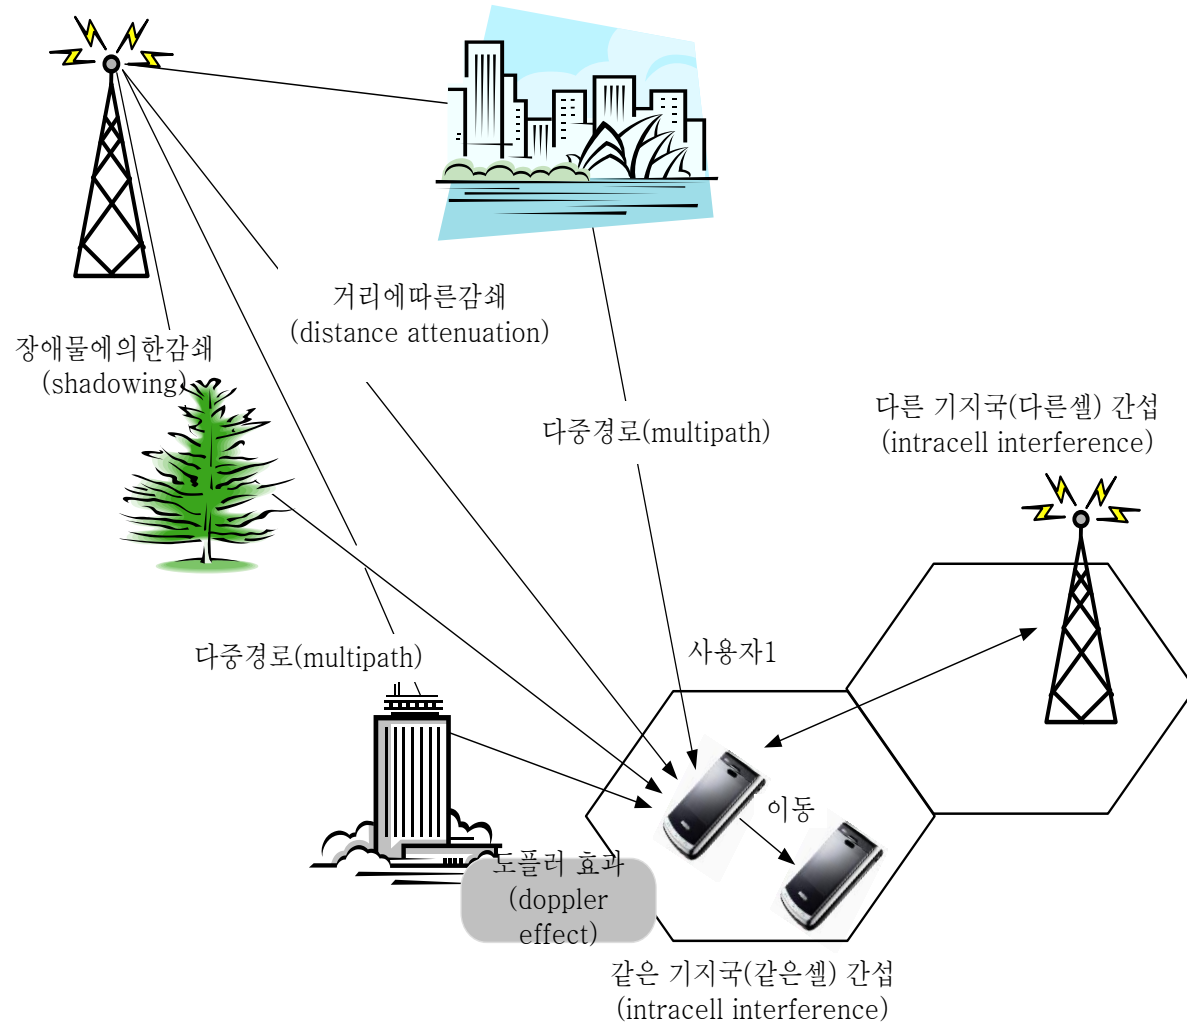 거리에따른감쇄
(distance attenuation)
장애물에의한감쇄
(shadowing)
다중경로(multipath)
다른 기지국(다른셀) 간섭
(intracell interference)
다중경로(multipath)
사용자1
이동
도플러 효과
(doppler
effect)
같은 기지국(같은셀) 간섭
(intracell interference)